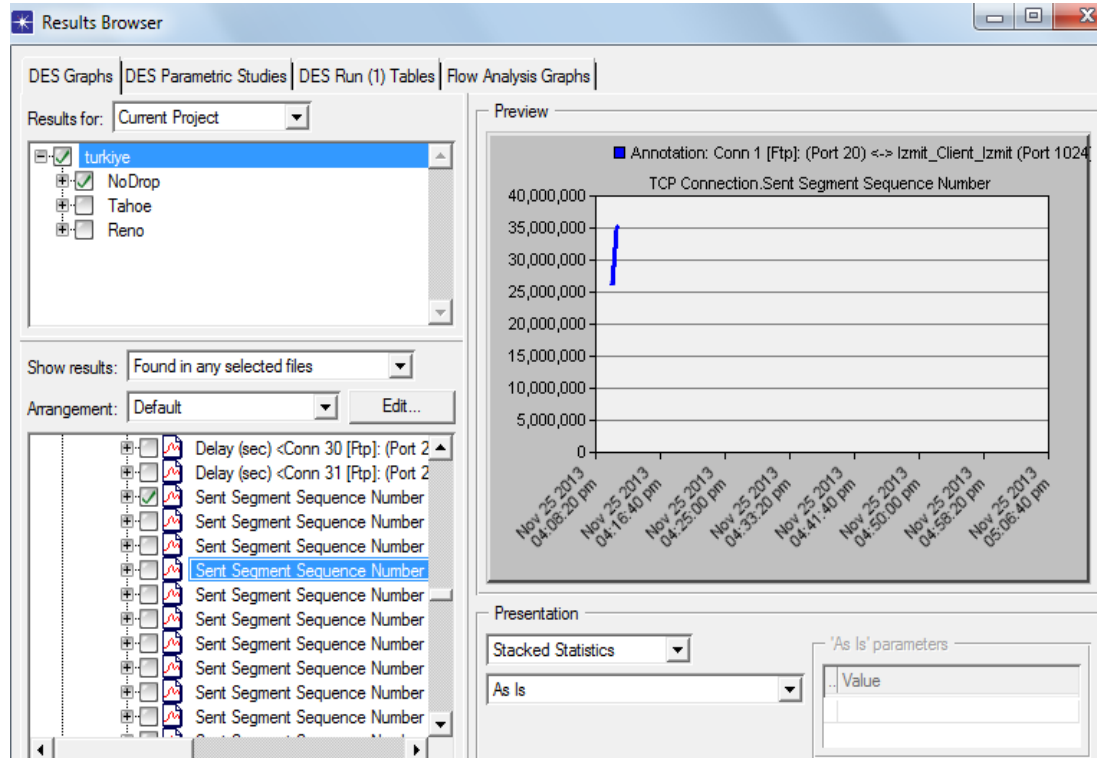 Results Browser
DES Graphs DES Parametric Studies DES Run (1) Tables Flow Analysis Graphs
Results for: Current Project
turkiye
NoDrop
Tahoe
Reno
Show results: Found in any selected files
Arrangement: Default Edit...
Delay (sec) <Conn 30 [Ftp]: (Port 2
Delay (sec) <Conn 31 [Ftp]: (Port 2
Sent Segment Sequence Number
Sent Segment Sequence Number
Sent Segment Sequence Number
Sent Segment Sequence Number
Sent Segment Sequence Number
Sent Segment Sequence Number
Sent Segment Sequence Number
Sent Segment Sequence Number
Sent Segment Sequence Number
Sent Segment Sequence Number
Preview
Annotation: Conn 1 [Ftp]: (Port 20) <-> Izmit_Client_Izmit (Port 1024
TCP Connection.Sent Segment Sequence Number
40,000,000
35,000,000
30,000,000
25,000,000
20,000,000
15,000,000
10,000,000
5,000,000
0
Nov 25 2013
04:08:20 pm
Nov 25 2013
04:16:40 pm
Nov 25 2013
04:25:00 pm
Nov 25 2013
04:33:20 pm
Nov 25 2013
04:41:40 pm
Nov 25 2013
04:50:00 pm
Nov 25 2013
04:58:20 pm
Nov 25 2013
05:06:40 pm
Presentation
Stacked Statistics
As Is
'As Is' parameters
.. Value